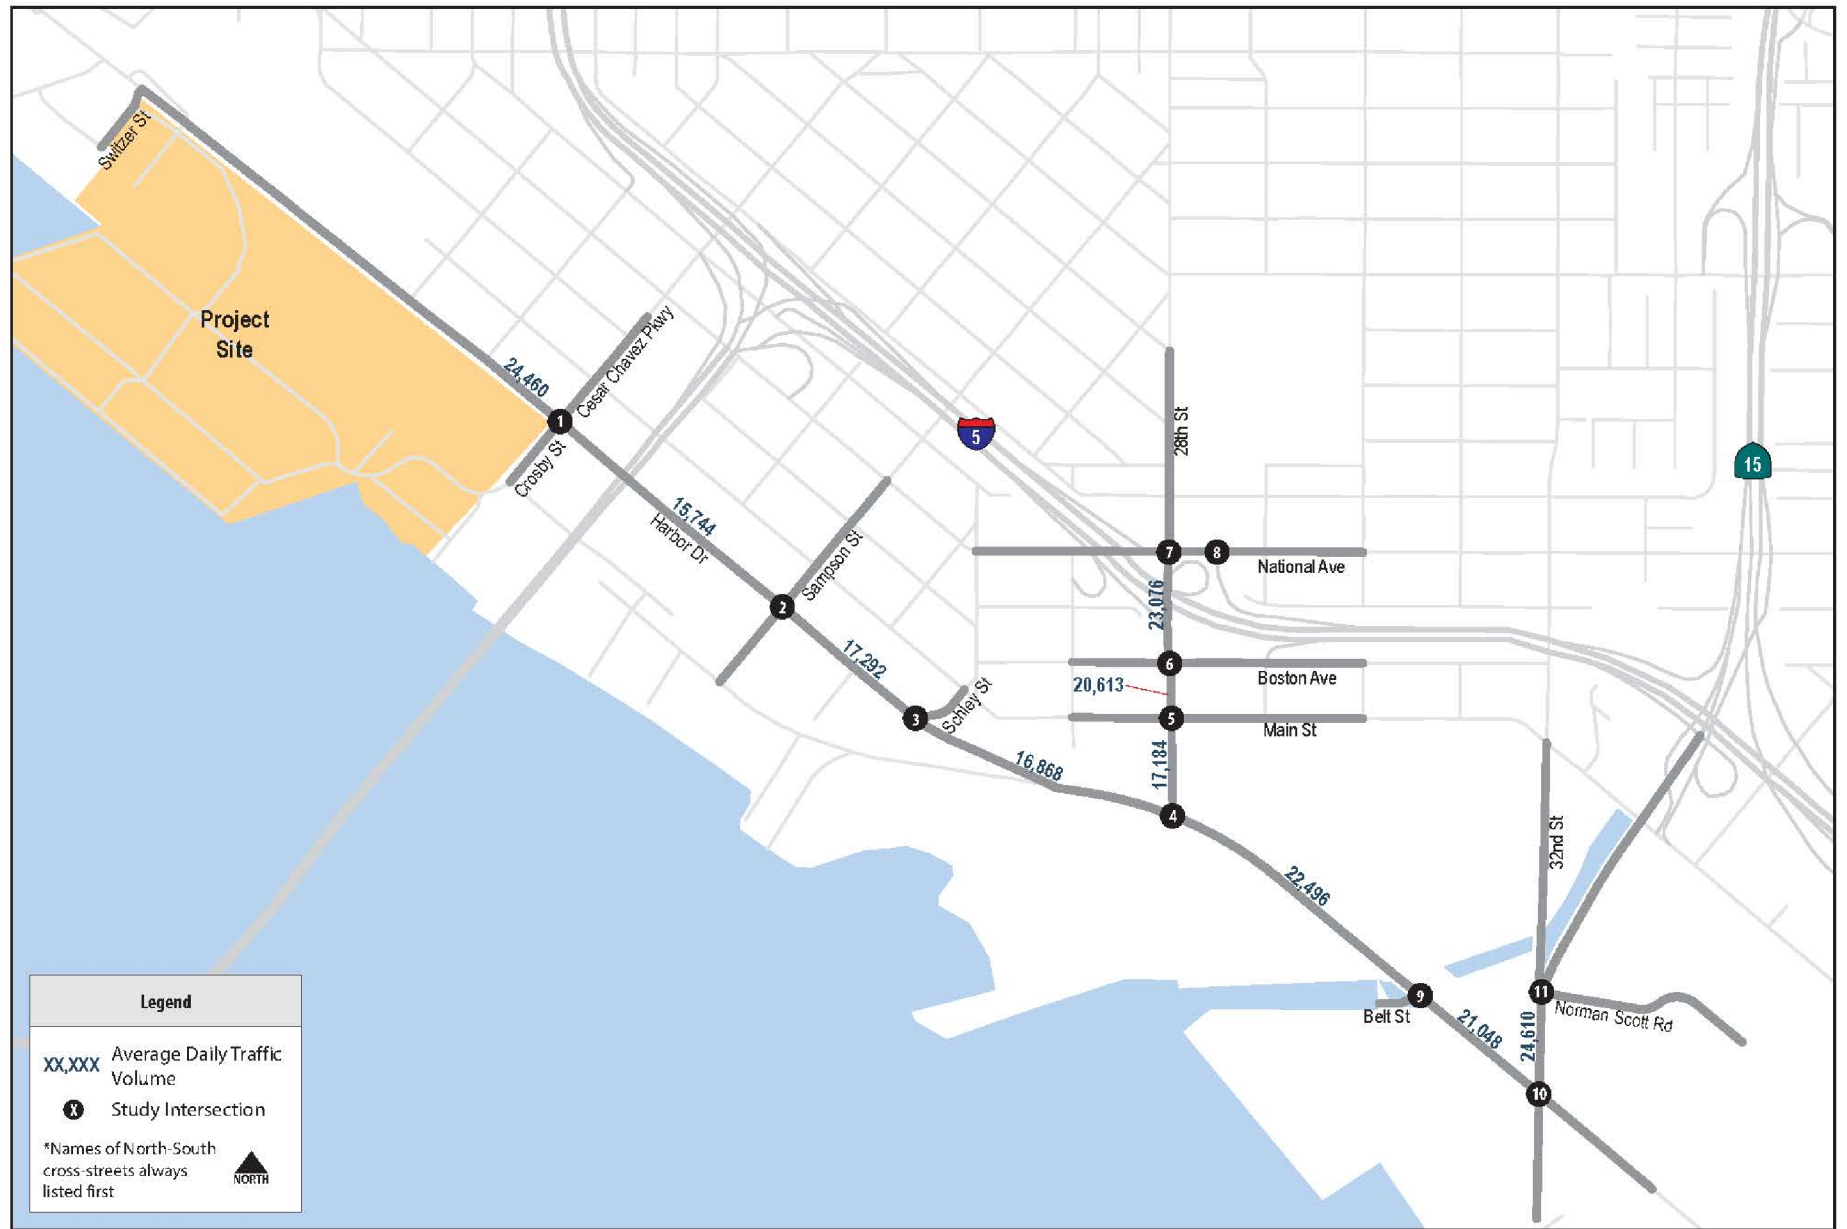 Switzer St
Project
Site
24,460
Cesar Chavez Pkwy
1
Crosby St
15,744
Harbor Dr
Sampson St
2
17,292
3
Schley St
16,868
5
28th St
15
7
8
National Ave
23,076
6
Boston Ave
20,613
5
Main St
17,184
4
22,496
32nd St
9
Belt St
21,048
11
Norman Scott Rd
24,610
10
Legend
XX,XXX
Average Daily Traffic
Volume
X
Study Intersection
*Names of North-South
cross-streets always
listed first
NORTH